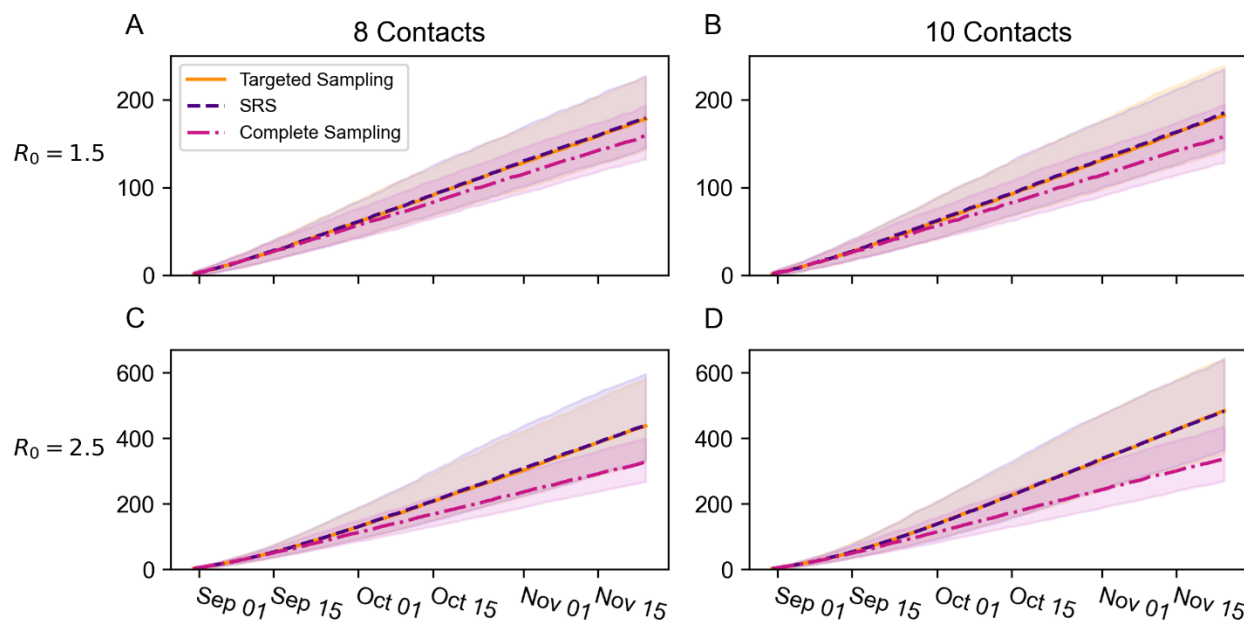 A
8 Contacts
B
10 Contacts
Targeted Sampling
SRS
Complete Sampling
R₀ = 1.5
200
100
0
200
100
0
C
D
R₀ = 2.5
600
400
200
0
600
400
200
0
Sep 01
Sep 15
Oct 01
Oct 15
Nov 01
Nov 15
Sep 01
Sep 15
Oct 01
Oct 15
Nov 01
Nov 15